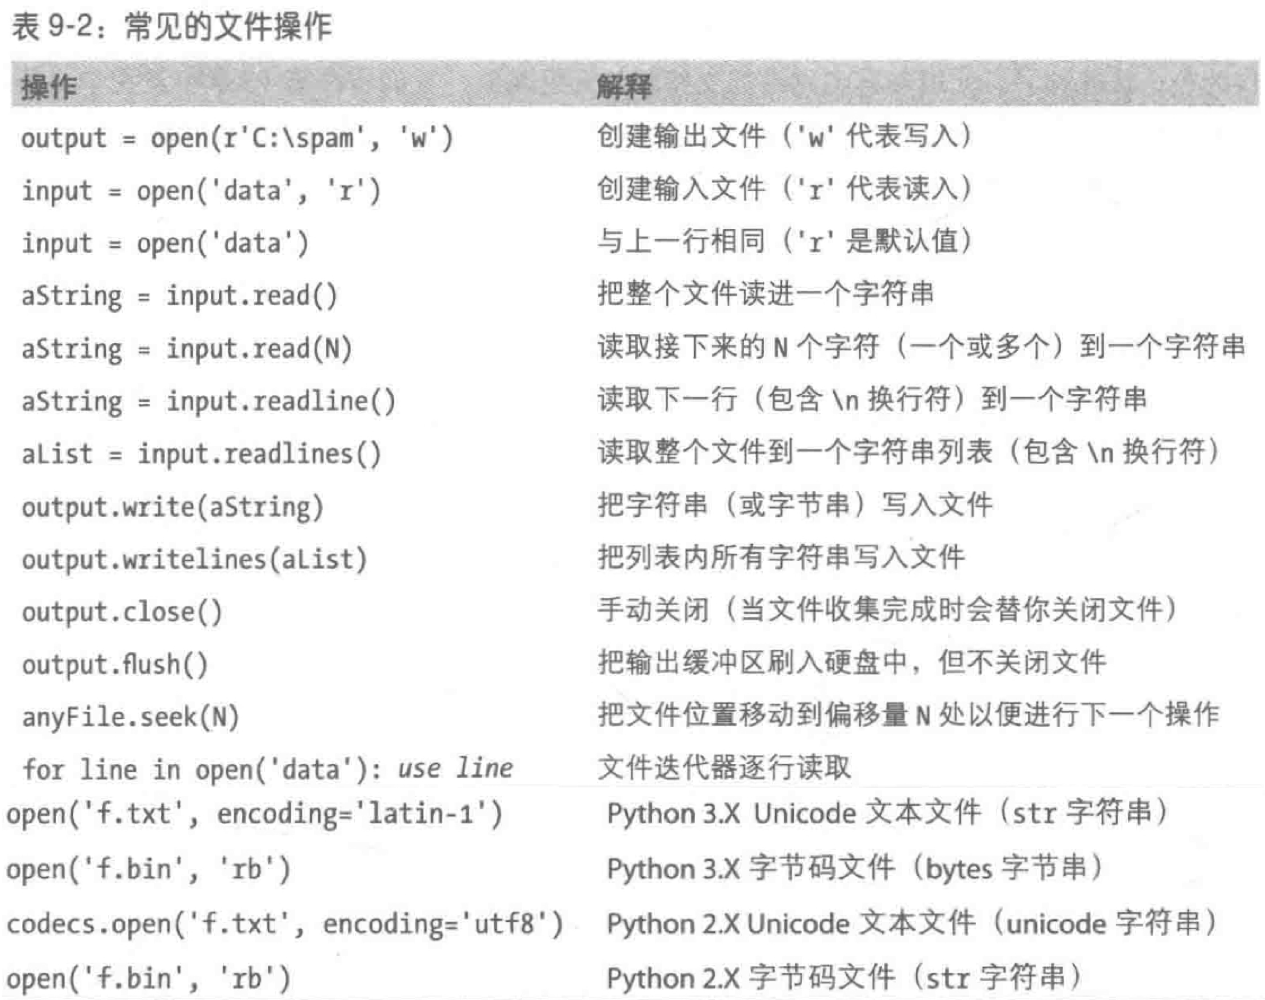 表 9-2：常见的文件操作
操作 解释
output = open(r'C:\spam', 'w') 创建输出文件（'w' 代表写入）
input = open('data', 'r') 创建输入文件（'r' 代表读入）
input = open('data') 与上一行相同（'r' 是默认值）
aString = input.read() 把整个文件读进一个字符串
aString = input.read(N) 读取接下来的 N 个字符（一个或多个）到一个字符串
aString = input.readline() 读取下一行（包含 \n 换行符）到一个字符串
aList = input.readlines() 读取整个文件到一个字符串列表（包含 \n 换行符）
output.write(aString) 把字符串（或字节串）写入文件
output.writelines(aList) 把列表内所有字符串写入文件
output.close() 手动关闭（当文件收集完成时会替你关闭文件）
output.flush() 把输出缓冲区刷入硬盘中，但不关闭文件
anyFile.seek(N) 把文件位置移动到偏移量 N 处以便进行下一个操作
for line in open('data'): use line 文件迭代器逐行读取
open('f.txt', encoding='latin-1') Python 3.X Unicode 文本文件（str 字符串）
open('f.bin', 'rb') Python 3.X 字节码文件（bytes 字节串）
codecs.open('f.txt', encoding='utf8') Python 2.X Unicode 文本文件（unicode 字符串）
open('f.bin', 'rb') Python 2.X 字节码文件（str 字符串）